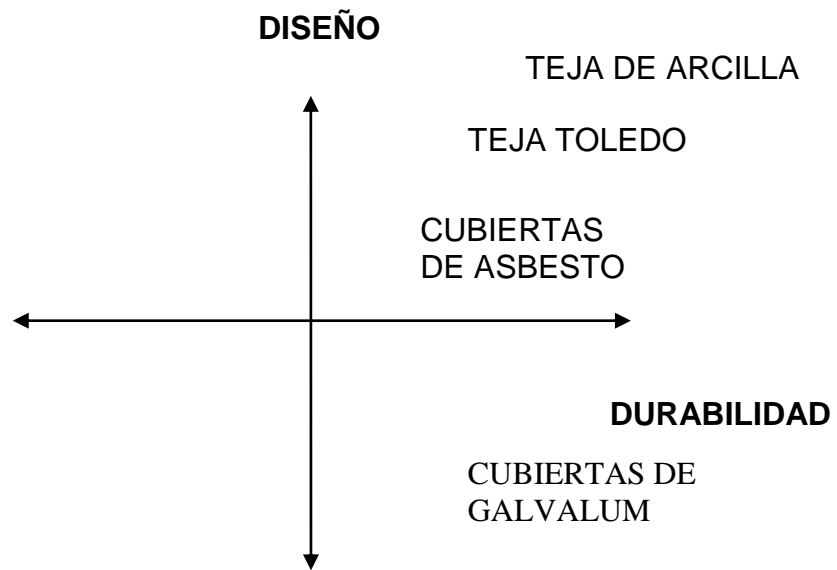 DISEÑO
TEJA DE ARCILLA
TEJA TOLEDO
CUBIERTAS
DE ASBESTO
DURABILIDAD
CUBIERTAS DE
GALVALUM